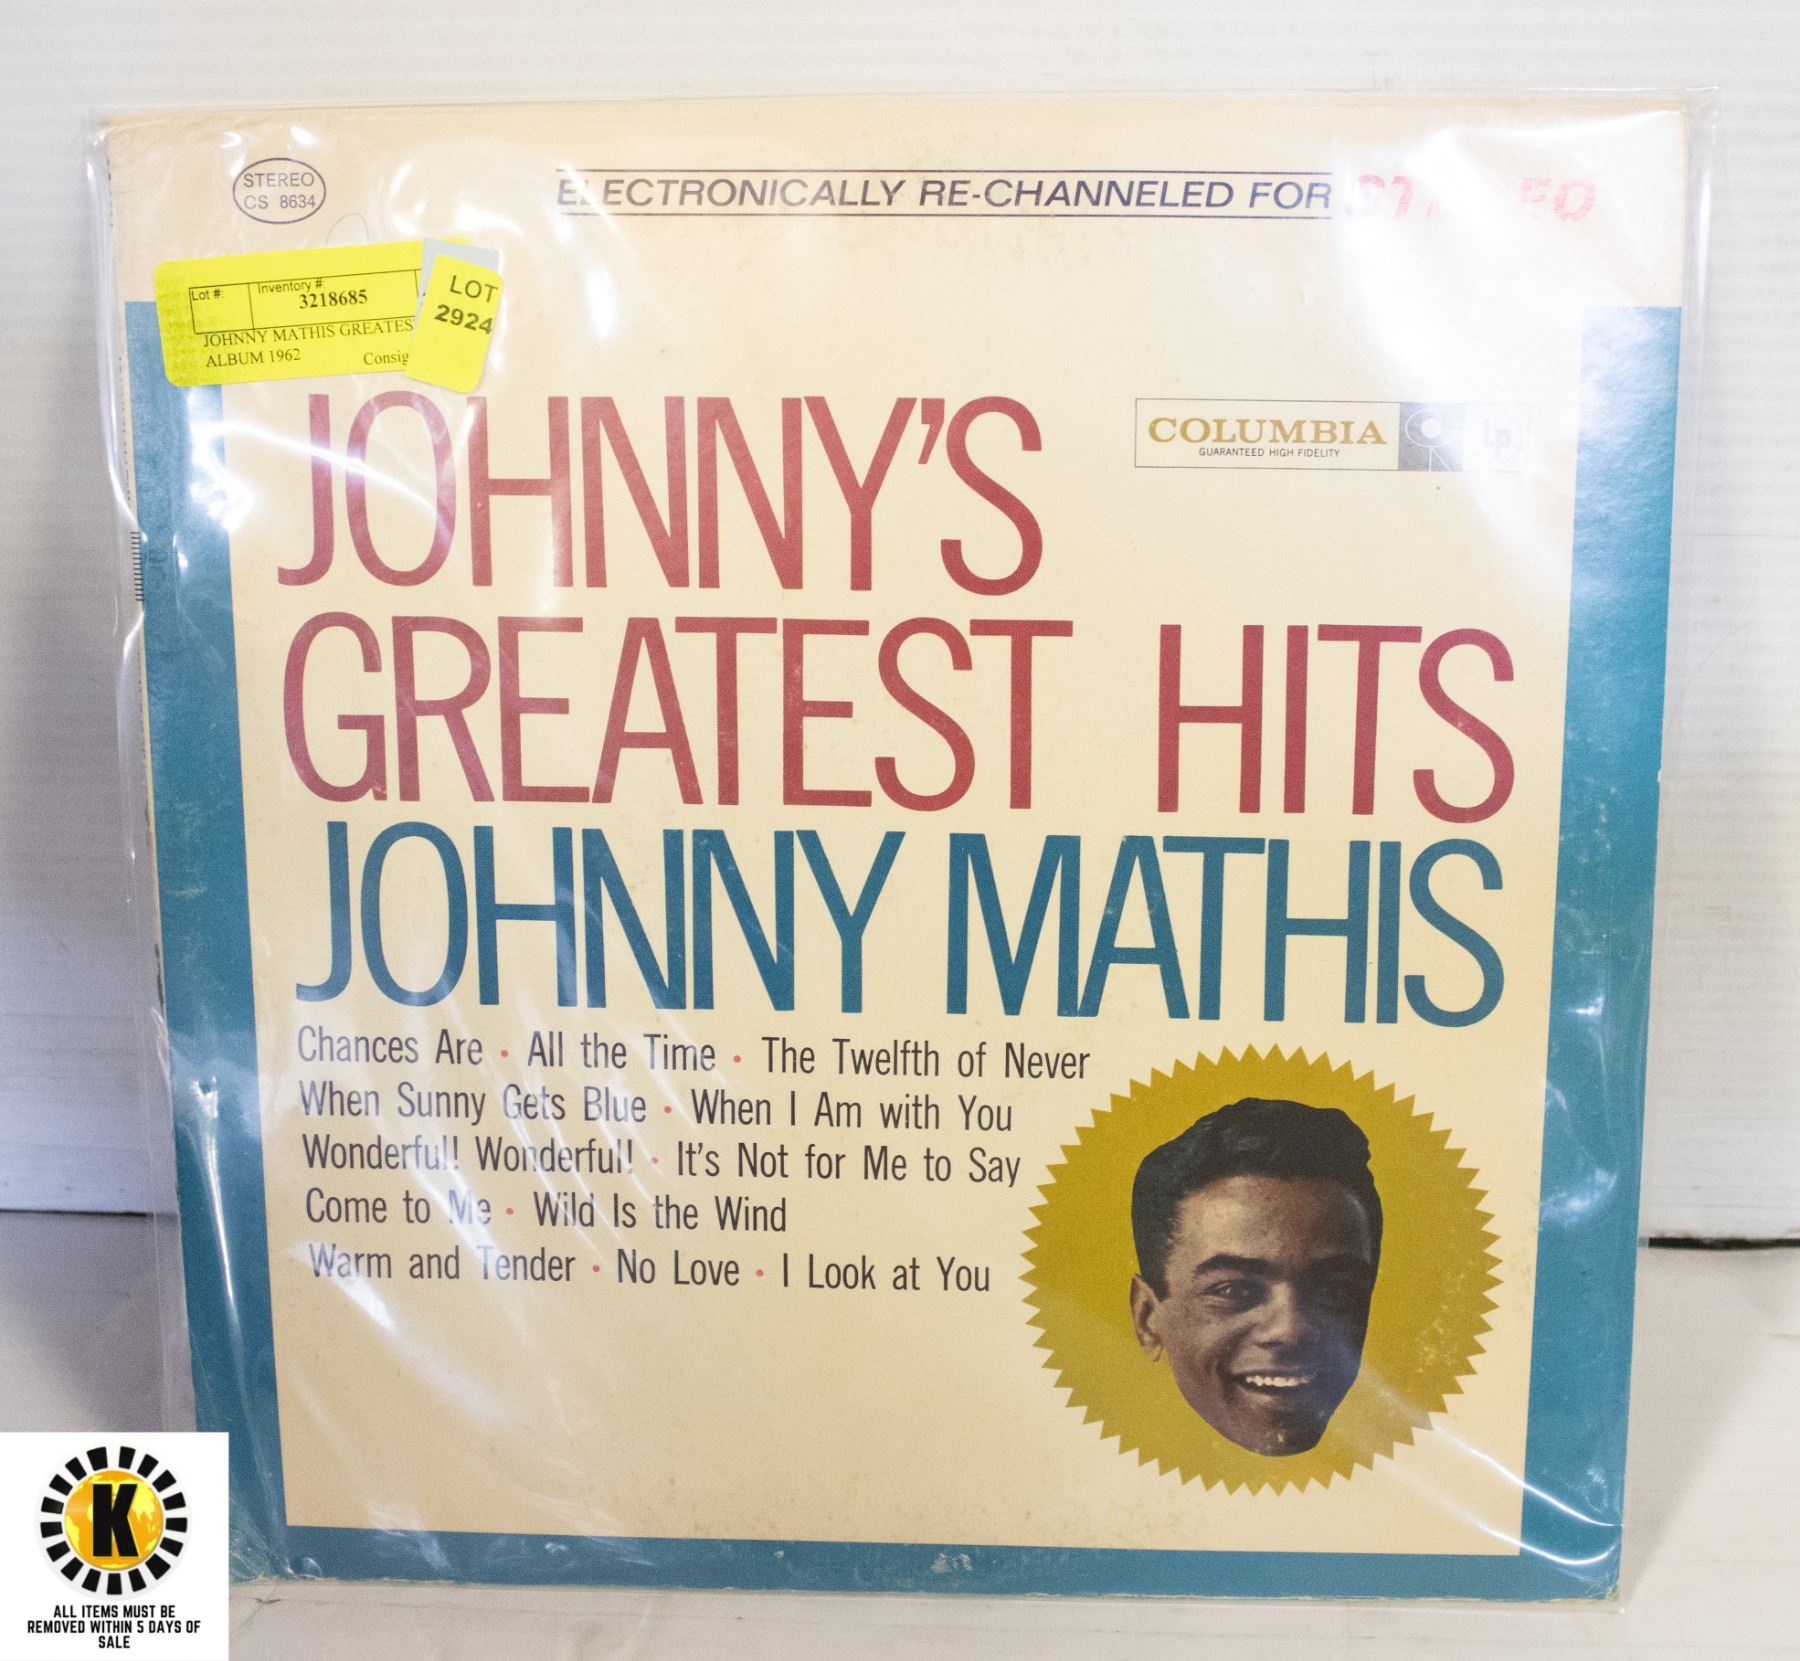 STEREO
CS 8634
ELECTRONICALLY RE-CHANNELED FOR STEREO
Lot #:
Inventory #:
3218685
LOT
2924
JOHNNY MATHIS GREATES
ALBUM 1962 Consig
JOHNNY'S
COLUMBIA
GUARANTEED HIGH FIDELITY
Lp
GREATEST HITS
JOHNNY MATHIS
Chances Are • All the Time • The Twelfth of Never
When Sunny Gets Blue • When I Am with You
Wonderful! Wonderful! • It's Not for Me to Say
Come to Me • Wild Is the Wind
Warm and Tender • No Love • I Look at You
K
ALL ITEMS MUST BE
REMOVED WITHIN 5 DAYS OF
SALE